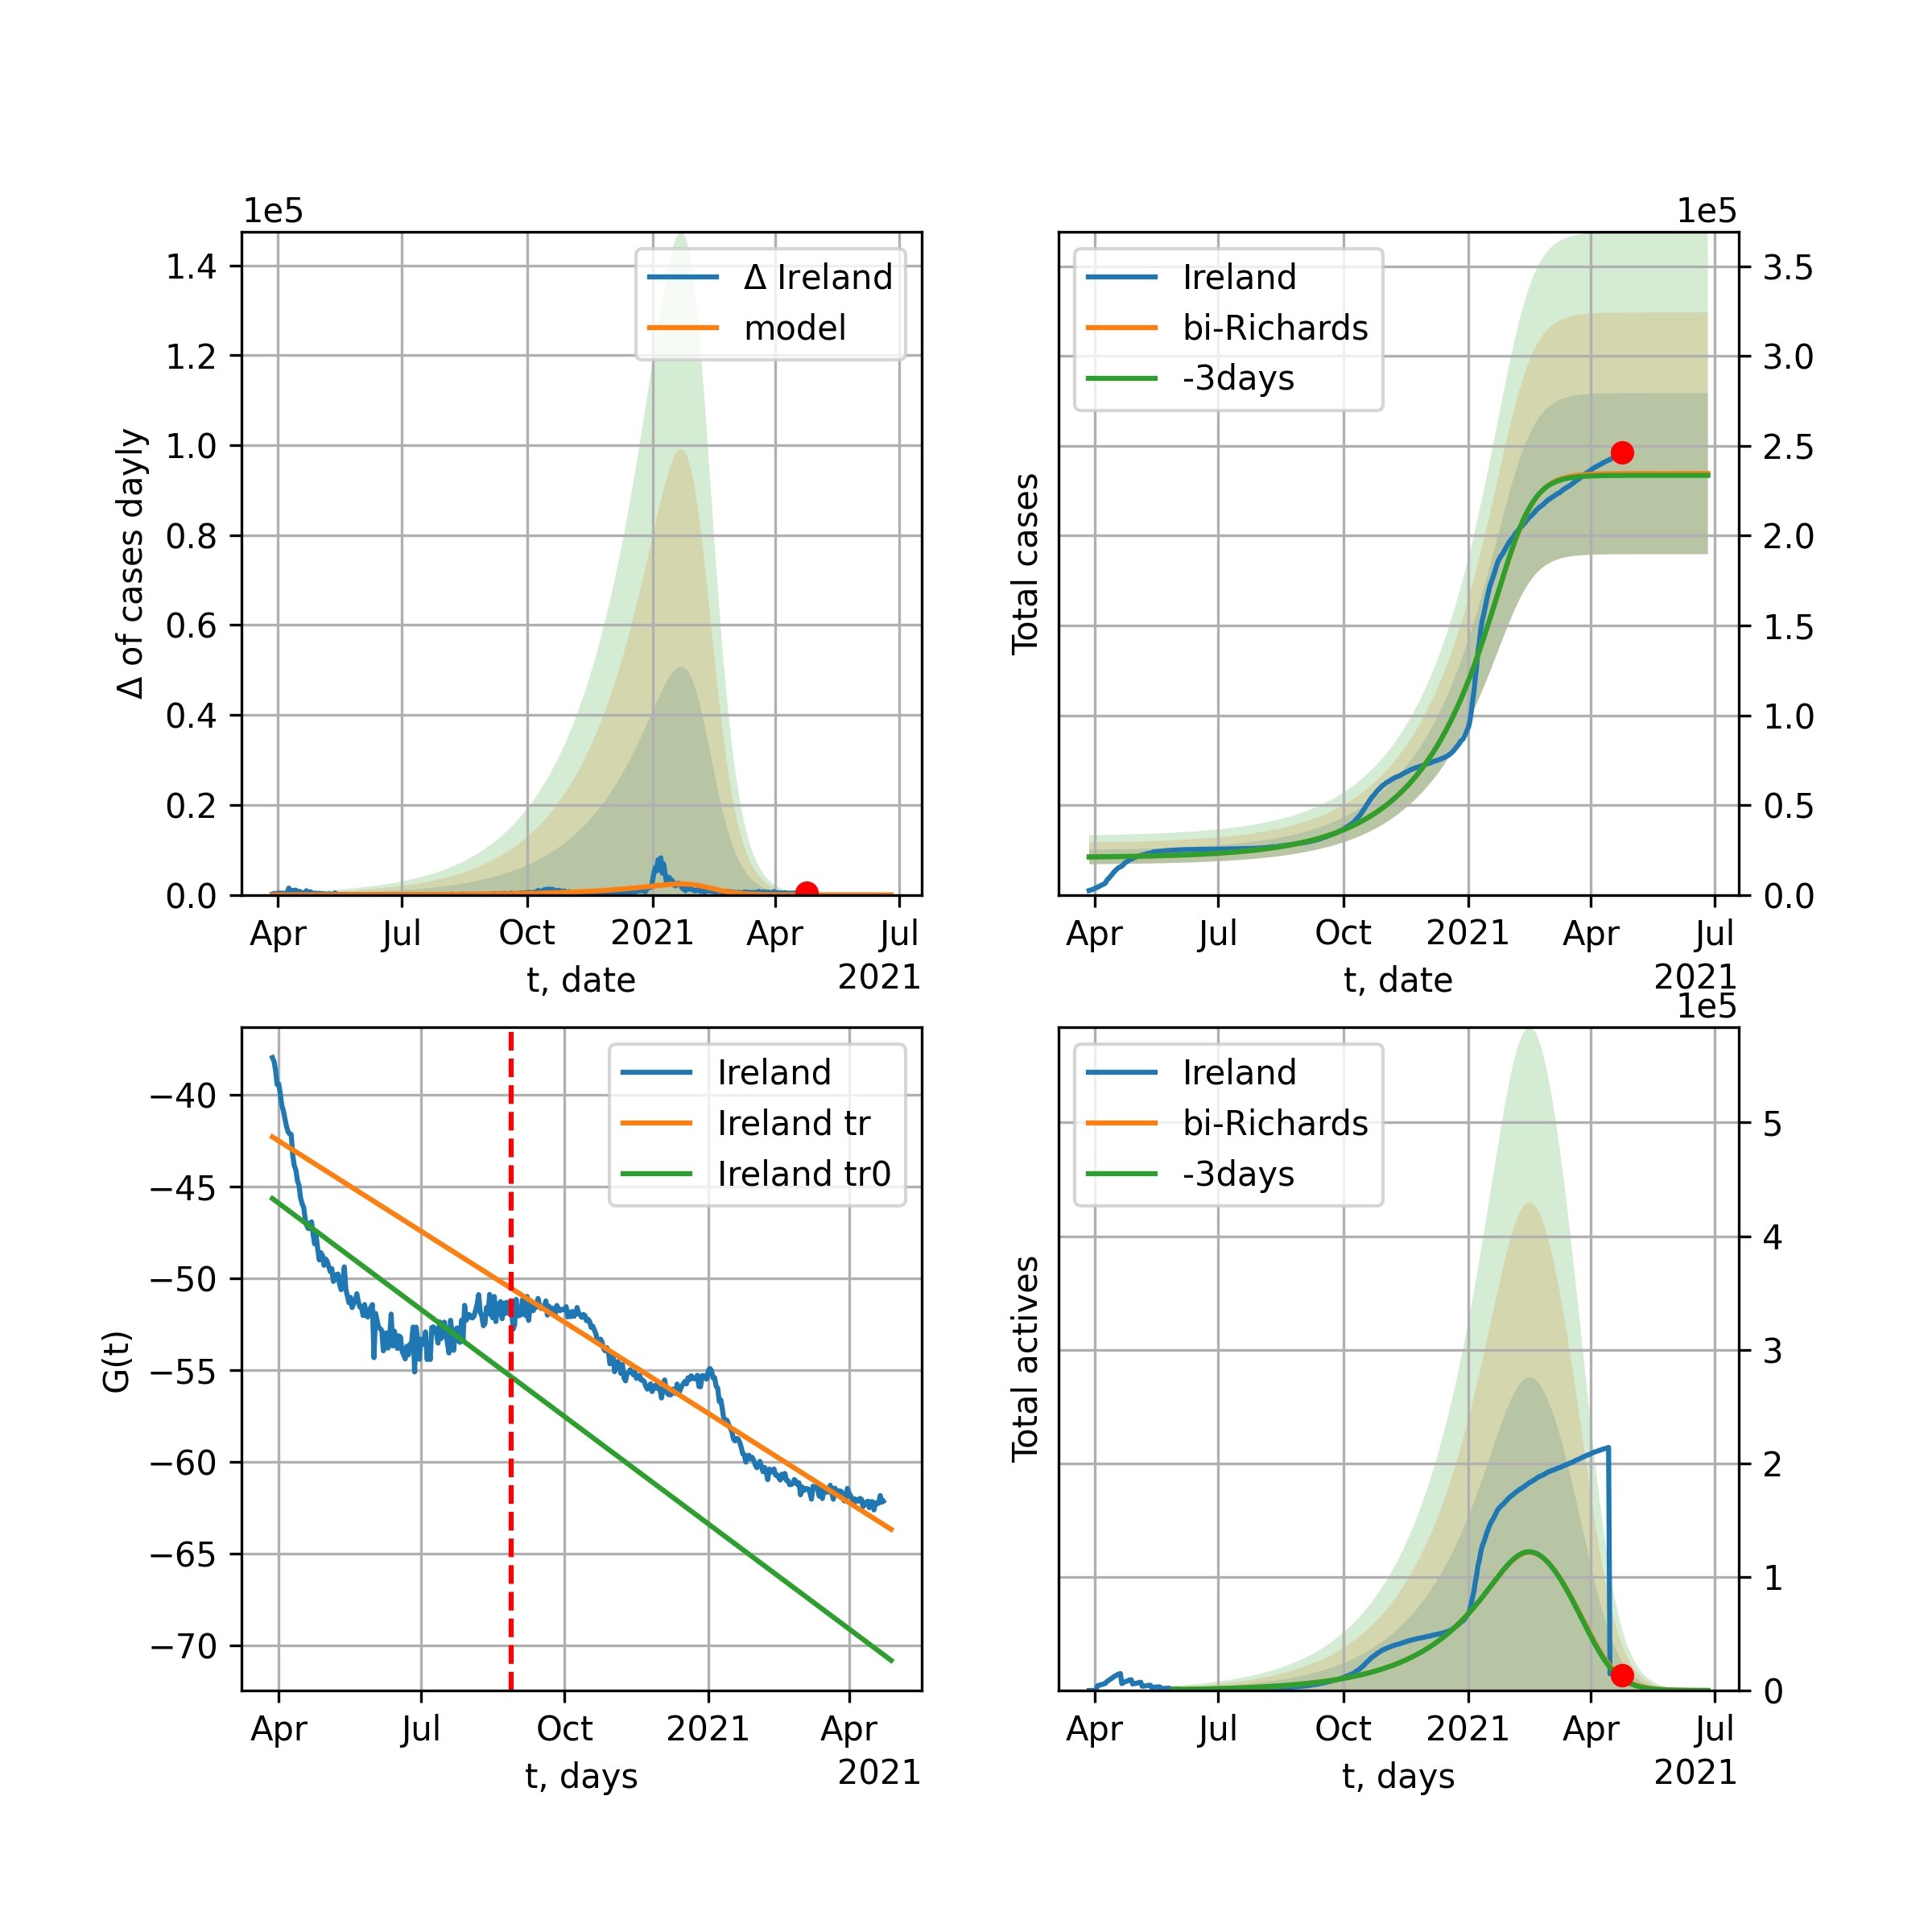 1e5
Δ of cases dayly
1.4
1.2
1.0
0.8
0.6
0.4
0.2
0.0
Δ Ireland
model
Apr Jul Oct 2021 Apr Jul
t, date
2021
1e5
Total cases
Ireland
bi-Richards
-3days
3.5
3.0
2.5
2.0
1.5
1.0
0.5
0.0
Apr Jul Oct 2021 Apr Jul
t, date
2021
G(t)
−40
−45
−50
−55
−60
−65
−70
Ireland
Ireland tr
Ireland tr0
Apr Jul Oct 2021 Apr
t, days
2021
1e5
Total actives
Ireland
bi-Richards
-3days
5
4
3
2
1
0
Apr Jul Oct 2021 Apr Jul
t, days
2021